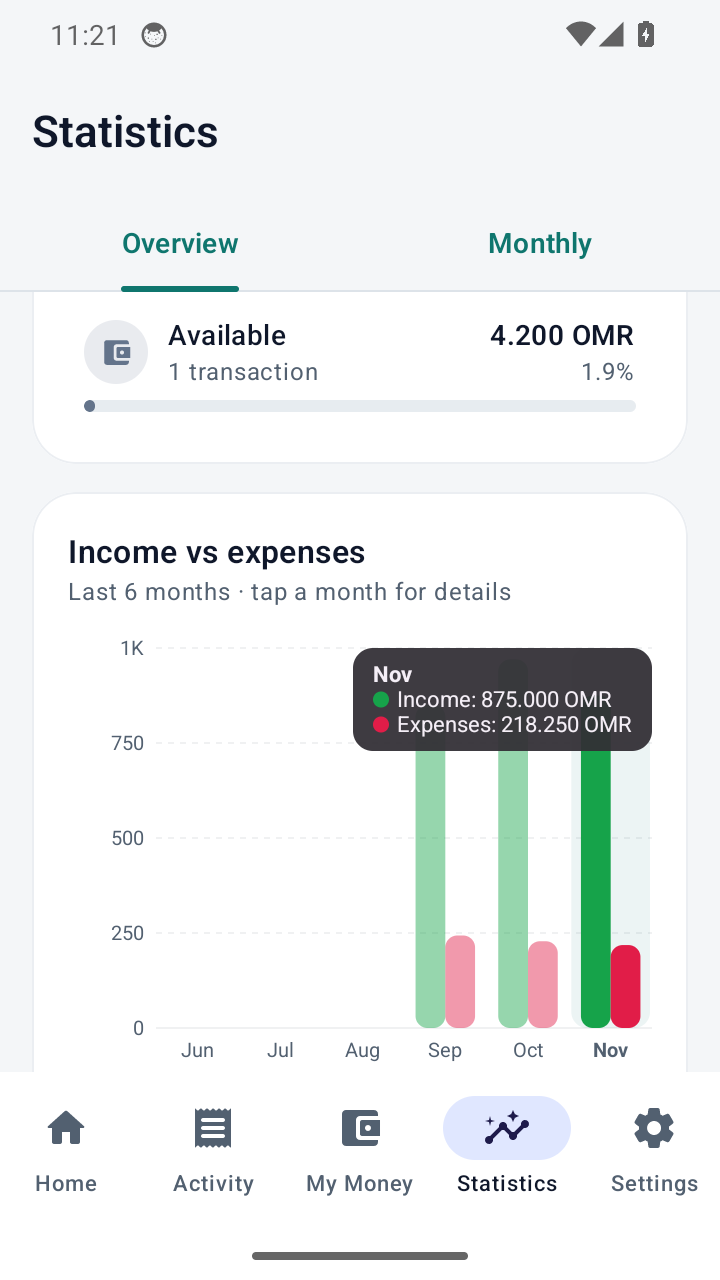 11:21
Statistics
Overview Monthly
Available 4.200 OMR
1 transaction 1.9%
Income vs expenses
Last 6 months · tap a month for details
1K
Nov
Income: 875.000 OMR
Expenses: 218.250 OMR
750
500
250
0
Jun Jul Aug Sep Oct Nov
Home Activity My Money Statistics Settings